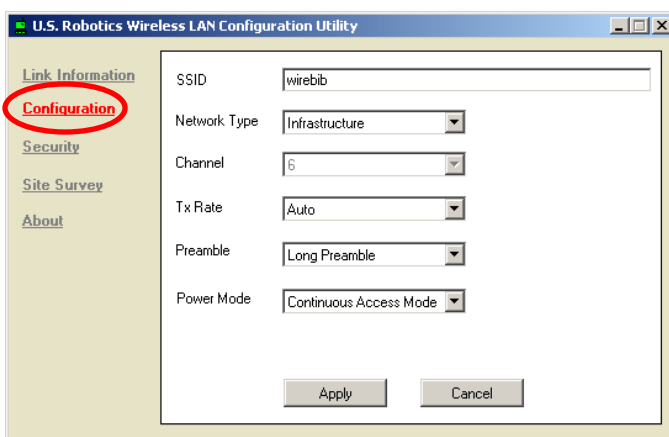 U.S. Robotics Wireless LAN Configuration Utility
Link Information
Configuration
Security
Site Survey
About
SSID wirebib
Network Type Infrastructure
Channel 6
Tx Rate Auto
Preamble Long Preamble
Power Mode Continuous Access Mode
Apply Cancel